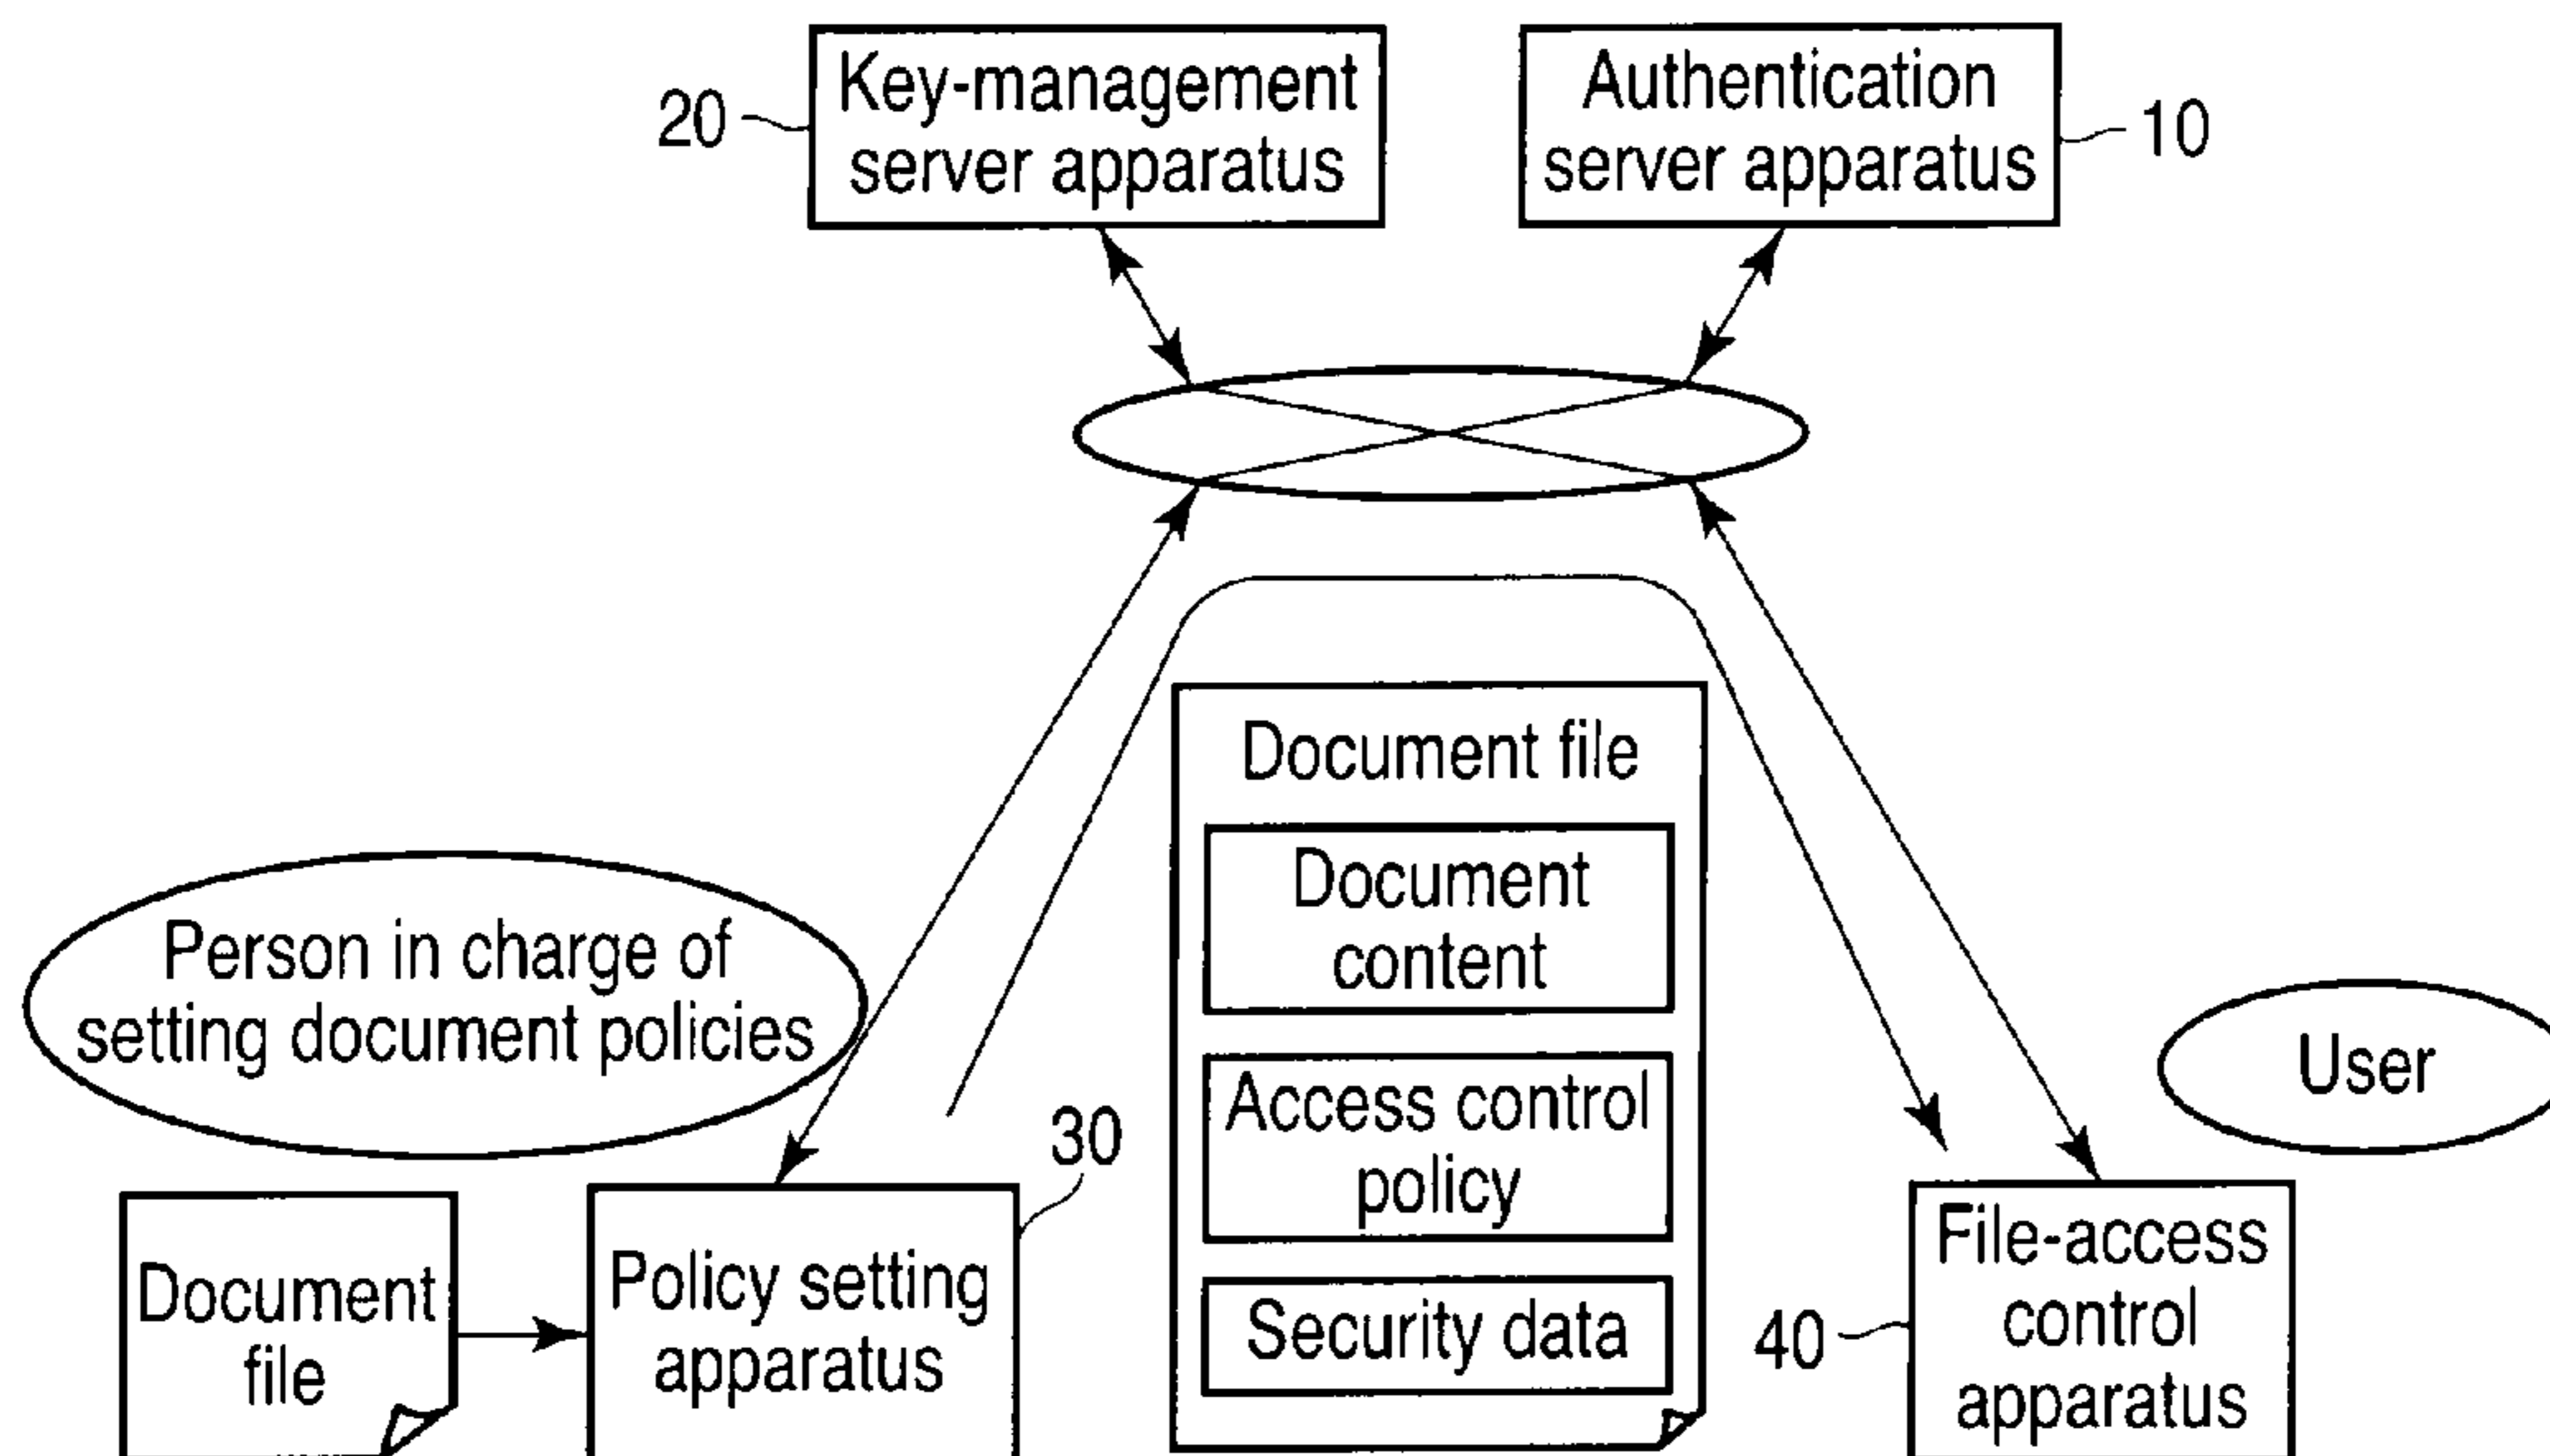 Key-management
server apparatus
20
Authentication
server apparatus
10
Document file
Document
content
Access control
policy
Security data
Person in charge of
setting document policies
User
30
Document
file
Policy setting
apparatus
40
File-access
control
apparatus